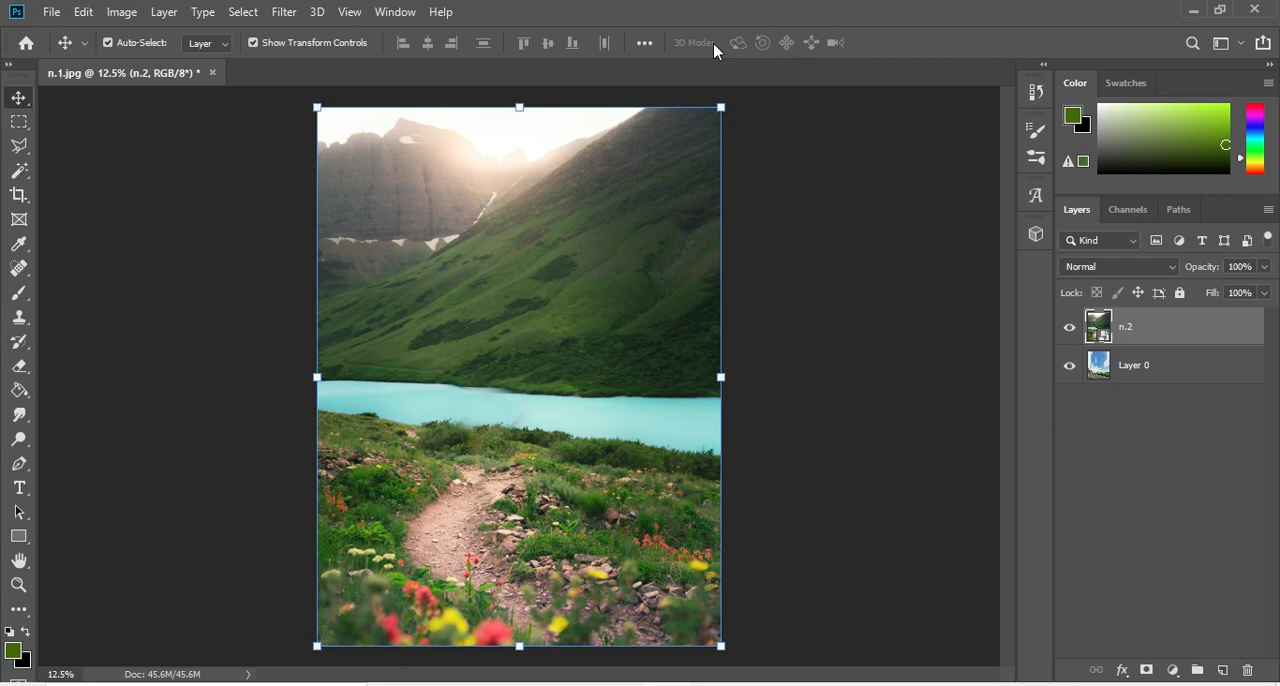 Ps File Edit Image Layer Type Select Filter 3D View Window Help
Auto-Select: Layer Show Transform Controls 3D Mode:
n.1.jpg @ 12.5% (n.2, RGB/8*) *
Color Swatches
Layers Channels Paths
Kind
Normal Opacity: 100%
Lock: Fill: 100%
n.2
Layer 0
12.5% Doc: 45.6M/45.6M